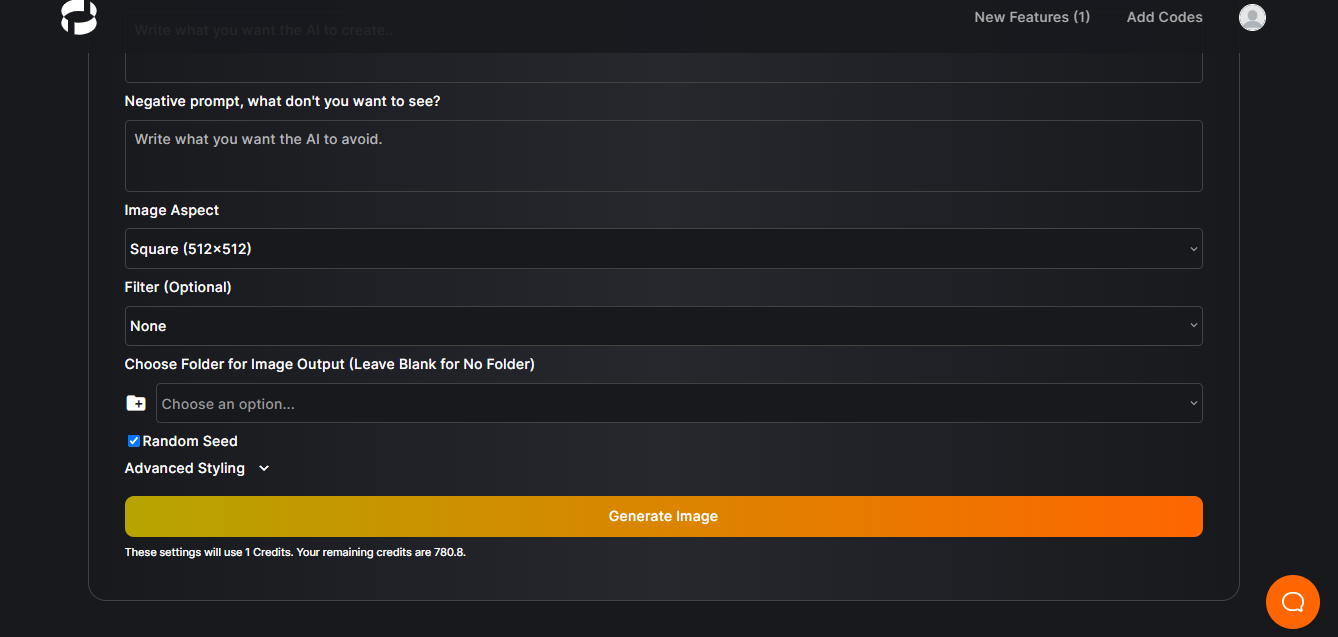 New Features (1)
Add Codes
Write what you want the AI to create..
Negative prompt, what don't you want to see?
Write what you want the AI to avoid.
Image Aspect
Square (512×512)
Filter (Optional)
None
Choose Folder for Image Output (Leave Blank for No Folder)
Choose an option...
Random Seed
Advanced Styling
Generate Image
These settings will use 1 Credits. Your remaining credits are 780.8.